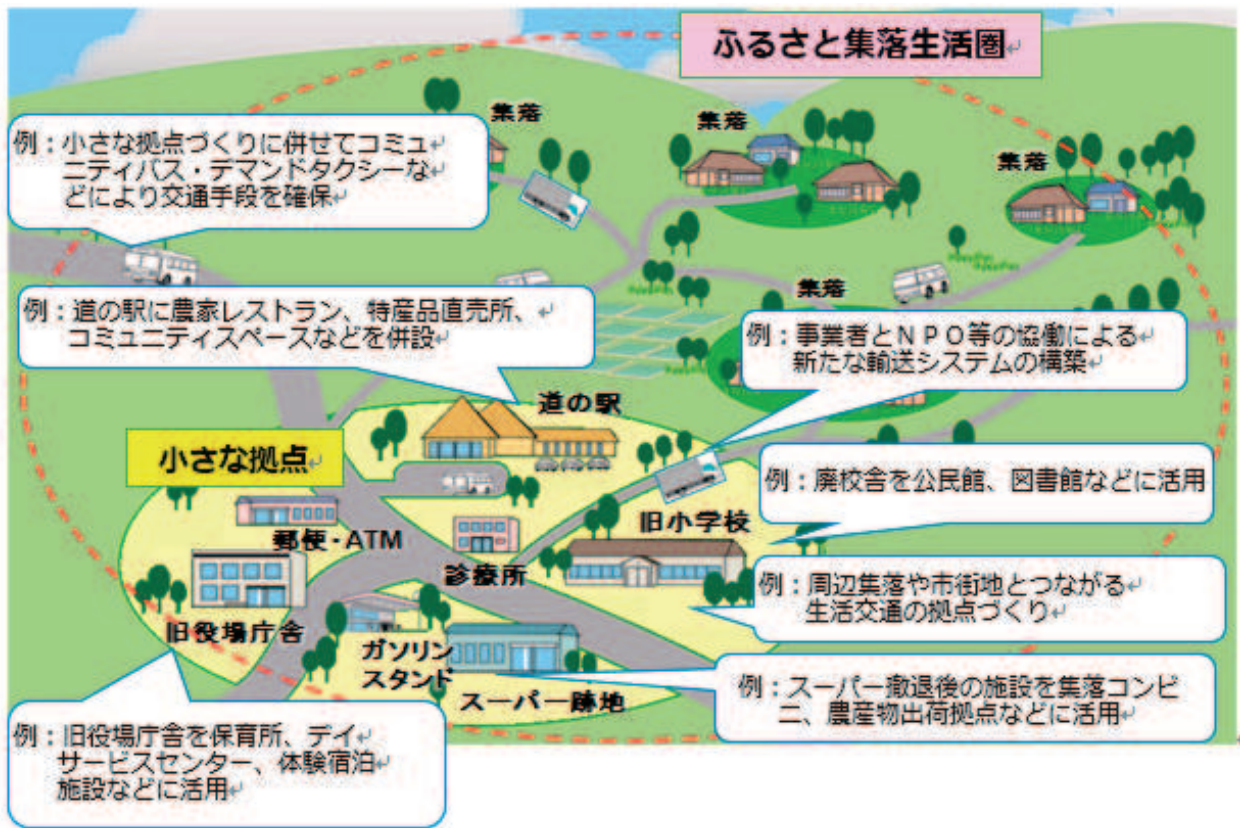 ふるさと集落生活圏
集落
集落
集落
例：小さな拠点づくりに併せてコミュ
ニティバス・デマンドタクシーな
どにより交通手段を確保
例：道の駅に農家レストラン、特産品直売所、
コミュニティスペースなどを併設
集落
例：事業者とＮＰＯ等の協働による
新たな輸送システムの構築
道の駅
小さな拠点
例：廃校舎を公民館、図書館などに活用
旧小学校
郵便・ATM
診療所
例：周辺集落や市街地とつながる
生活交通の拠点づくり
旧役場庁舎
ガソリン
スタンド
スーパー跡地
例：スーパー撤退後の施設を集落コンビ
ニ、農産物出荷拠点などに活用
例：旧役場庁舎を保育所、デイ
サービスセンター、体験宿泊
施設などに活用